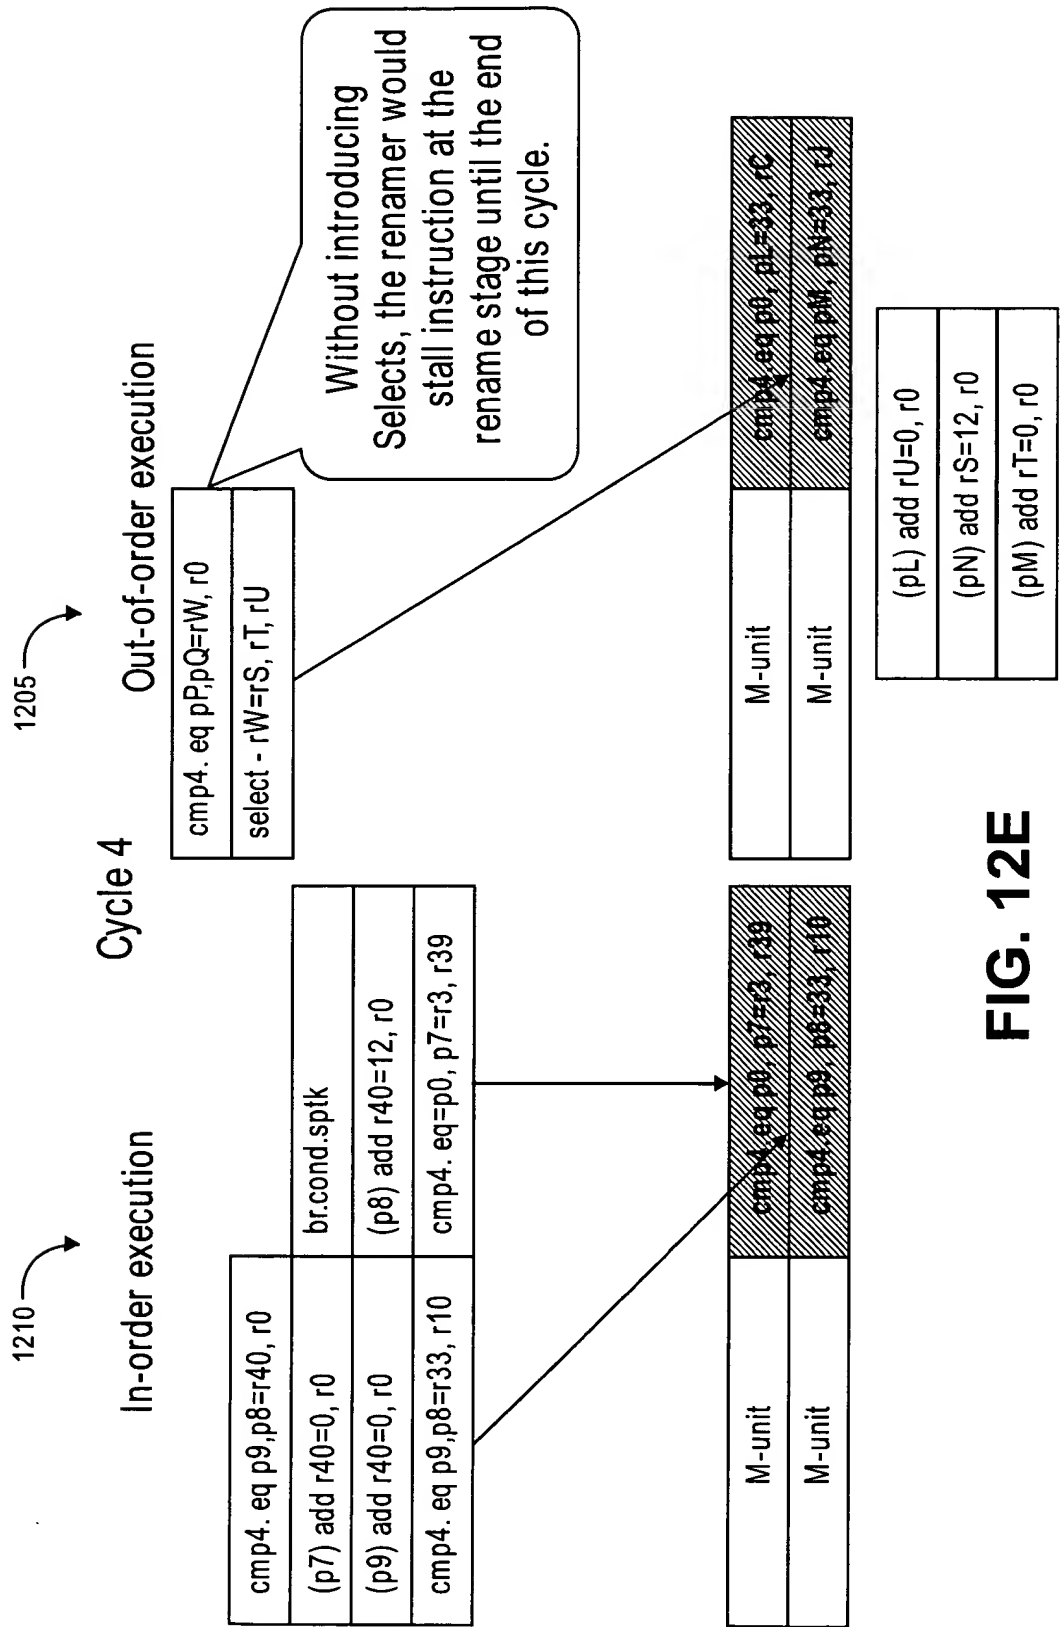 1210
1205
Cycle 4
In-order execution
Out-of-order execution
cmp4. eq p9,p8=r40, r0
(p7) add r40=0, r0
br.cond.sptk
(p9) add r40=0, r0
(p8) add r40=12, r0
cmp4. eq p9,p8=r33, r10
cmp4. eq=p0, p7=r3, r39
M-unit
cmp4.eq p0, p7=r3, r39
M-unit
cmp4.eq p9, p8=33, r10
cmp4. eq pP,pQ=rW, r0
select - rW=rS, rT, rU
Without introducing
Selects, the renamer would
stall instruction at the
rename stage until the end
of this cycle.
M-unit
cmp4.eq p0, pL=33, rC
M-unit
cmp4.eq pM, pN=33, rJ
(pL) add rU=0, r0
(pN) add rS=12, r0
(pM) add rT=0, r0
FIG. 12E